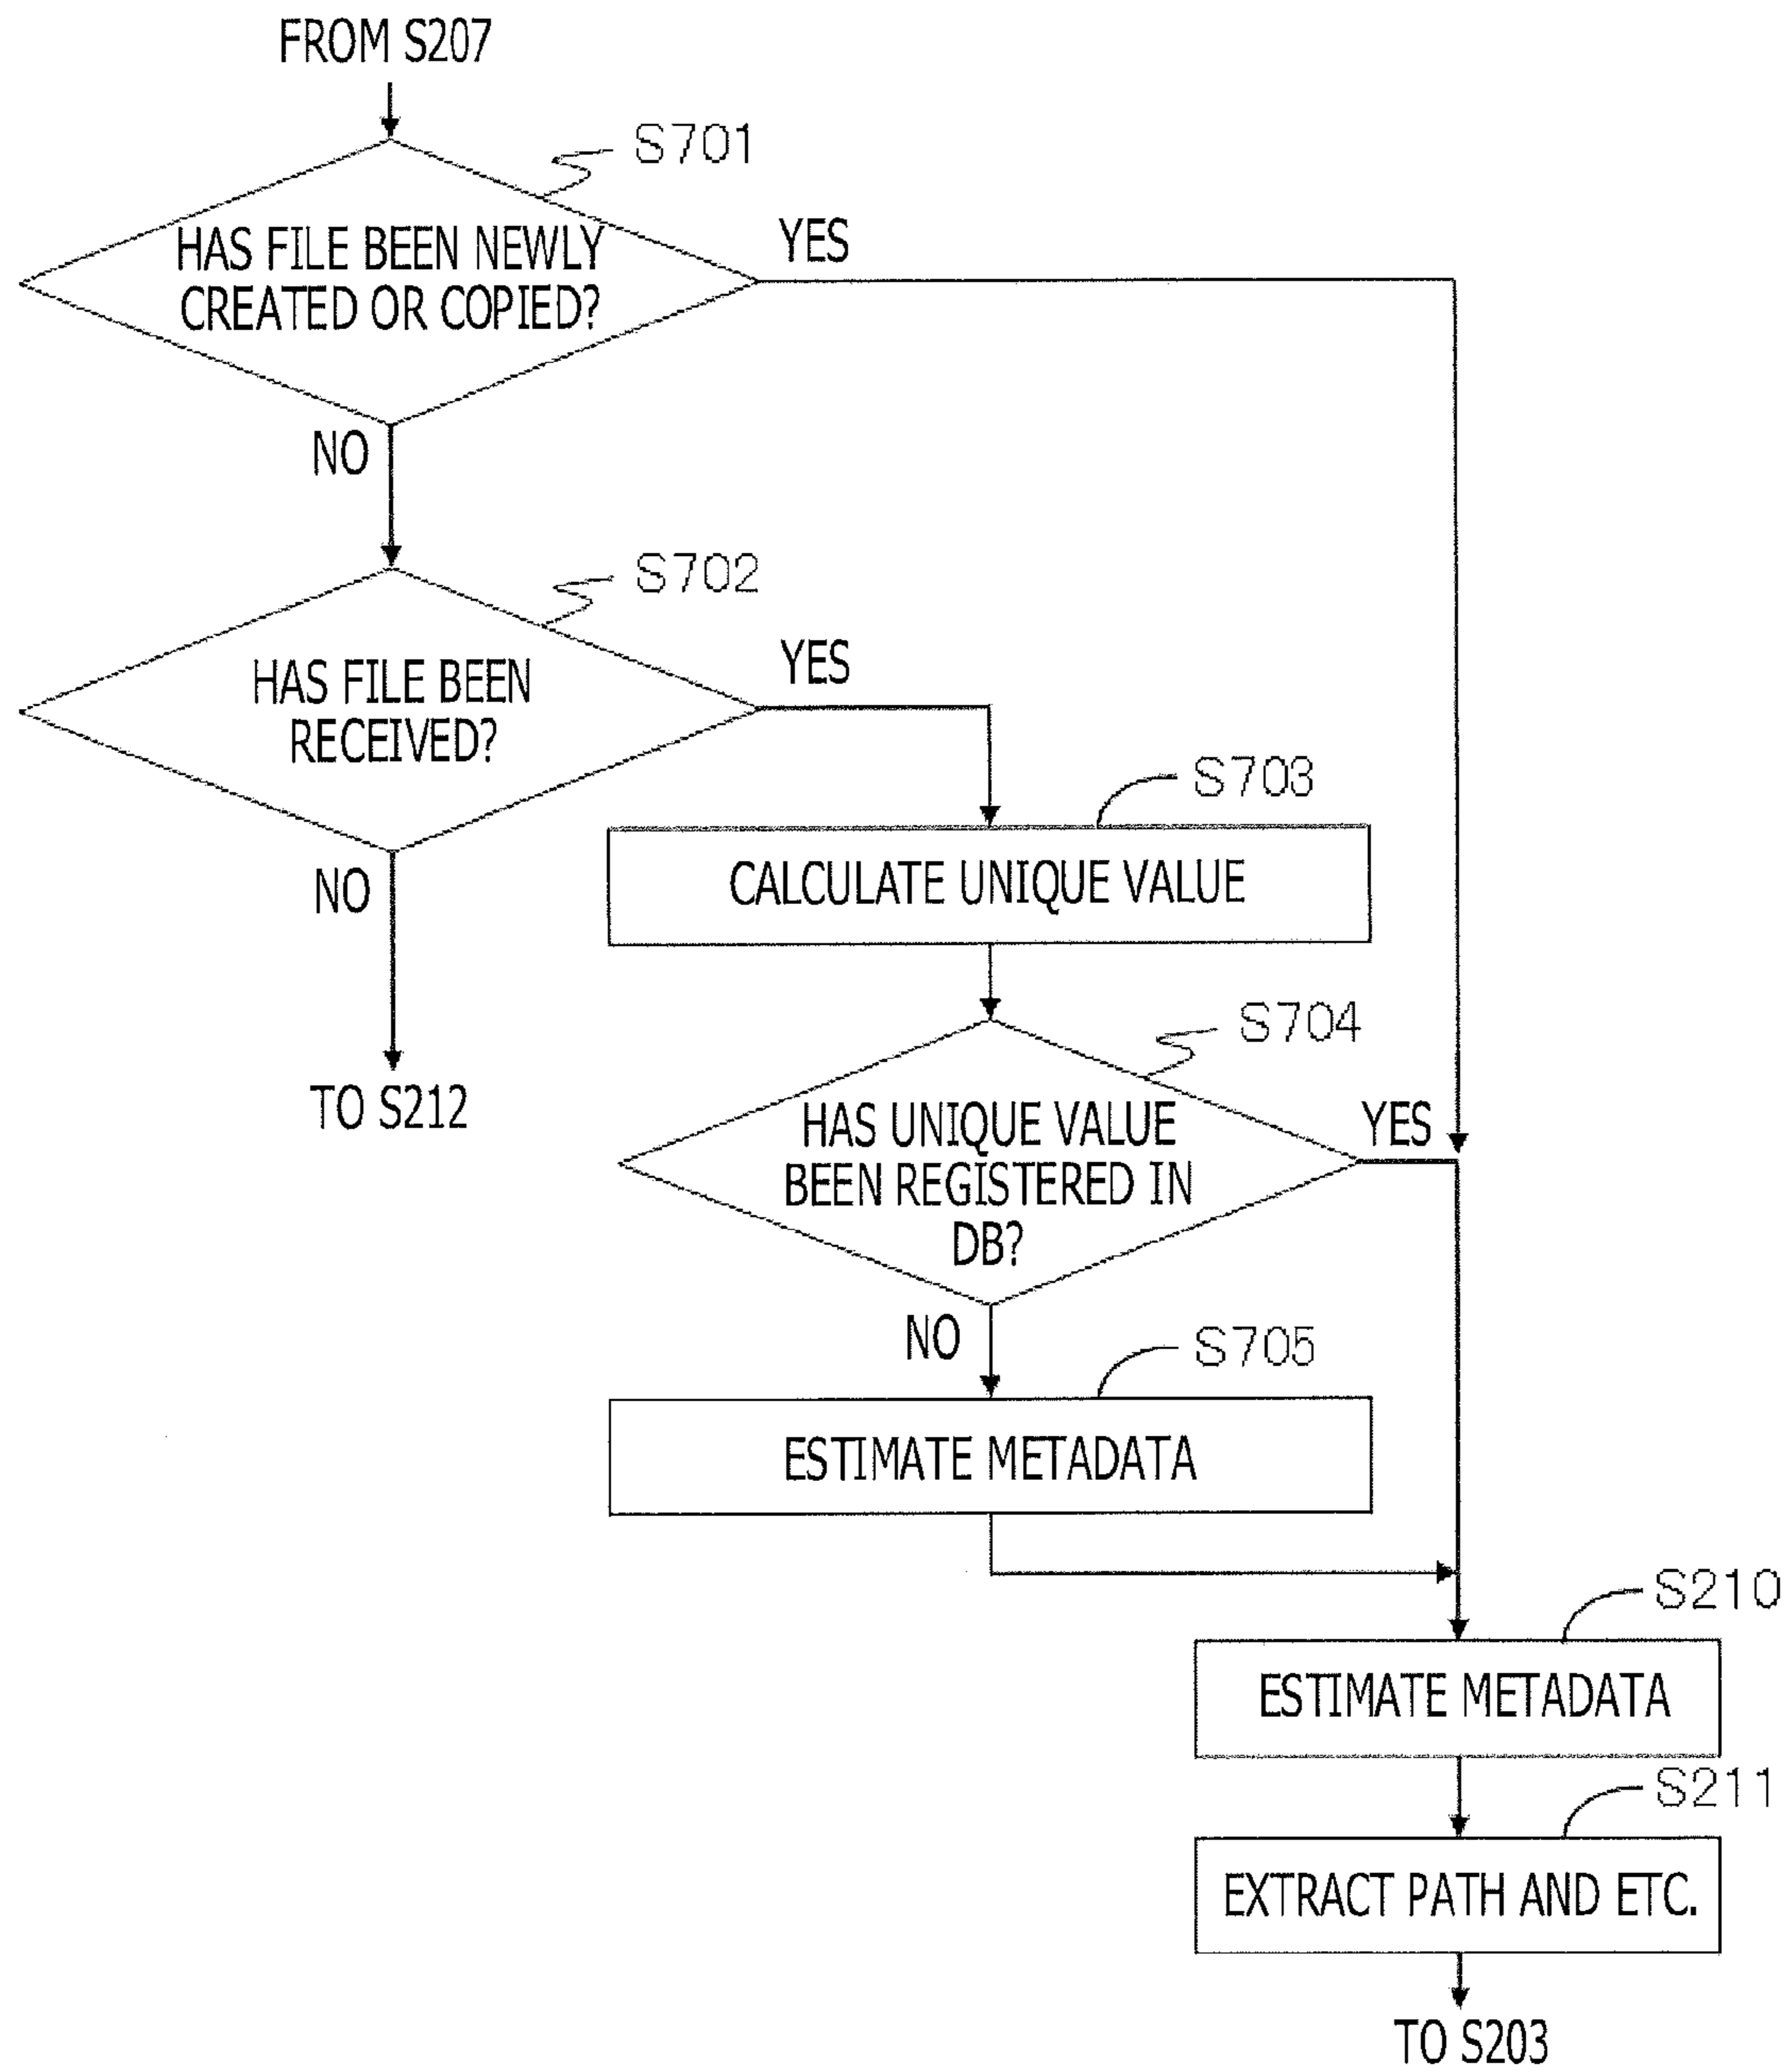 FROM S207
S701
HAS FILE BEEN NEWLY
CREATED OR COPIED?
YES
NO
S702
HAS FILE BEEN
RECEIVED?
YES
NO
TO S212
S703
CALCULATE UNIQUE VALUE
S704
HAS UNIQUE VALUE
BEEN REGISTERED IN
DB?
YES
NO
S705
ESTIMATE METADATA
S210
ESTIMATE METADATA
S211
EXTRACT PATH AND ETC.
TO S203